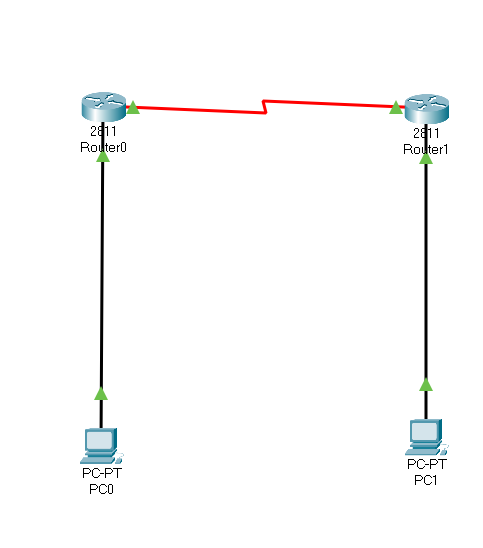 2811
Router0
2811
Router1
PC-PT
PC0
PC-PT
PC1